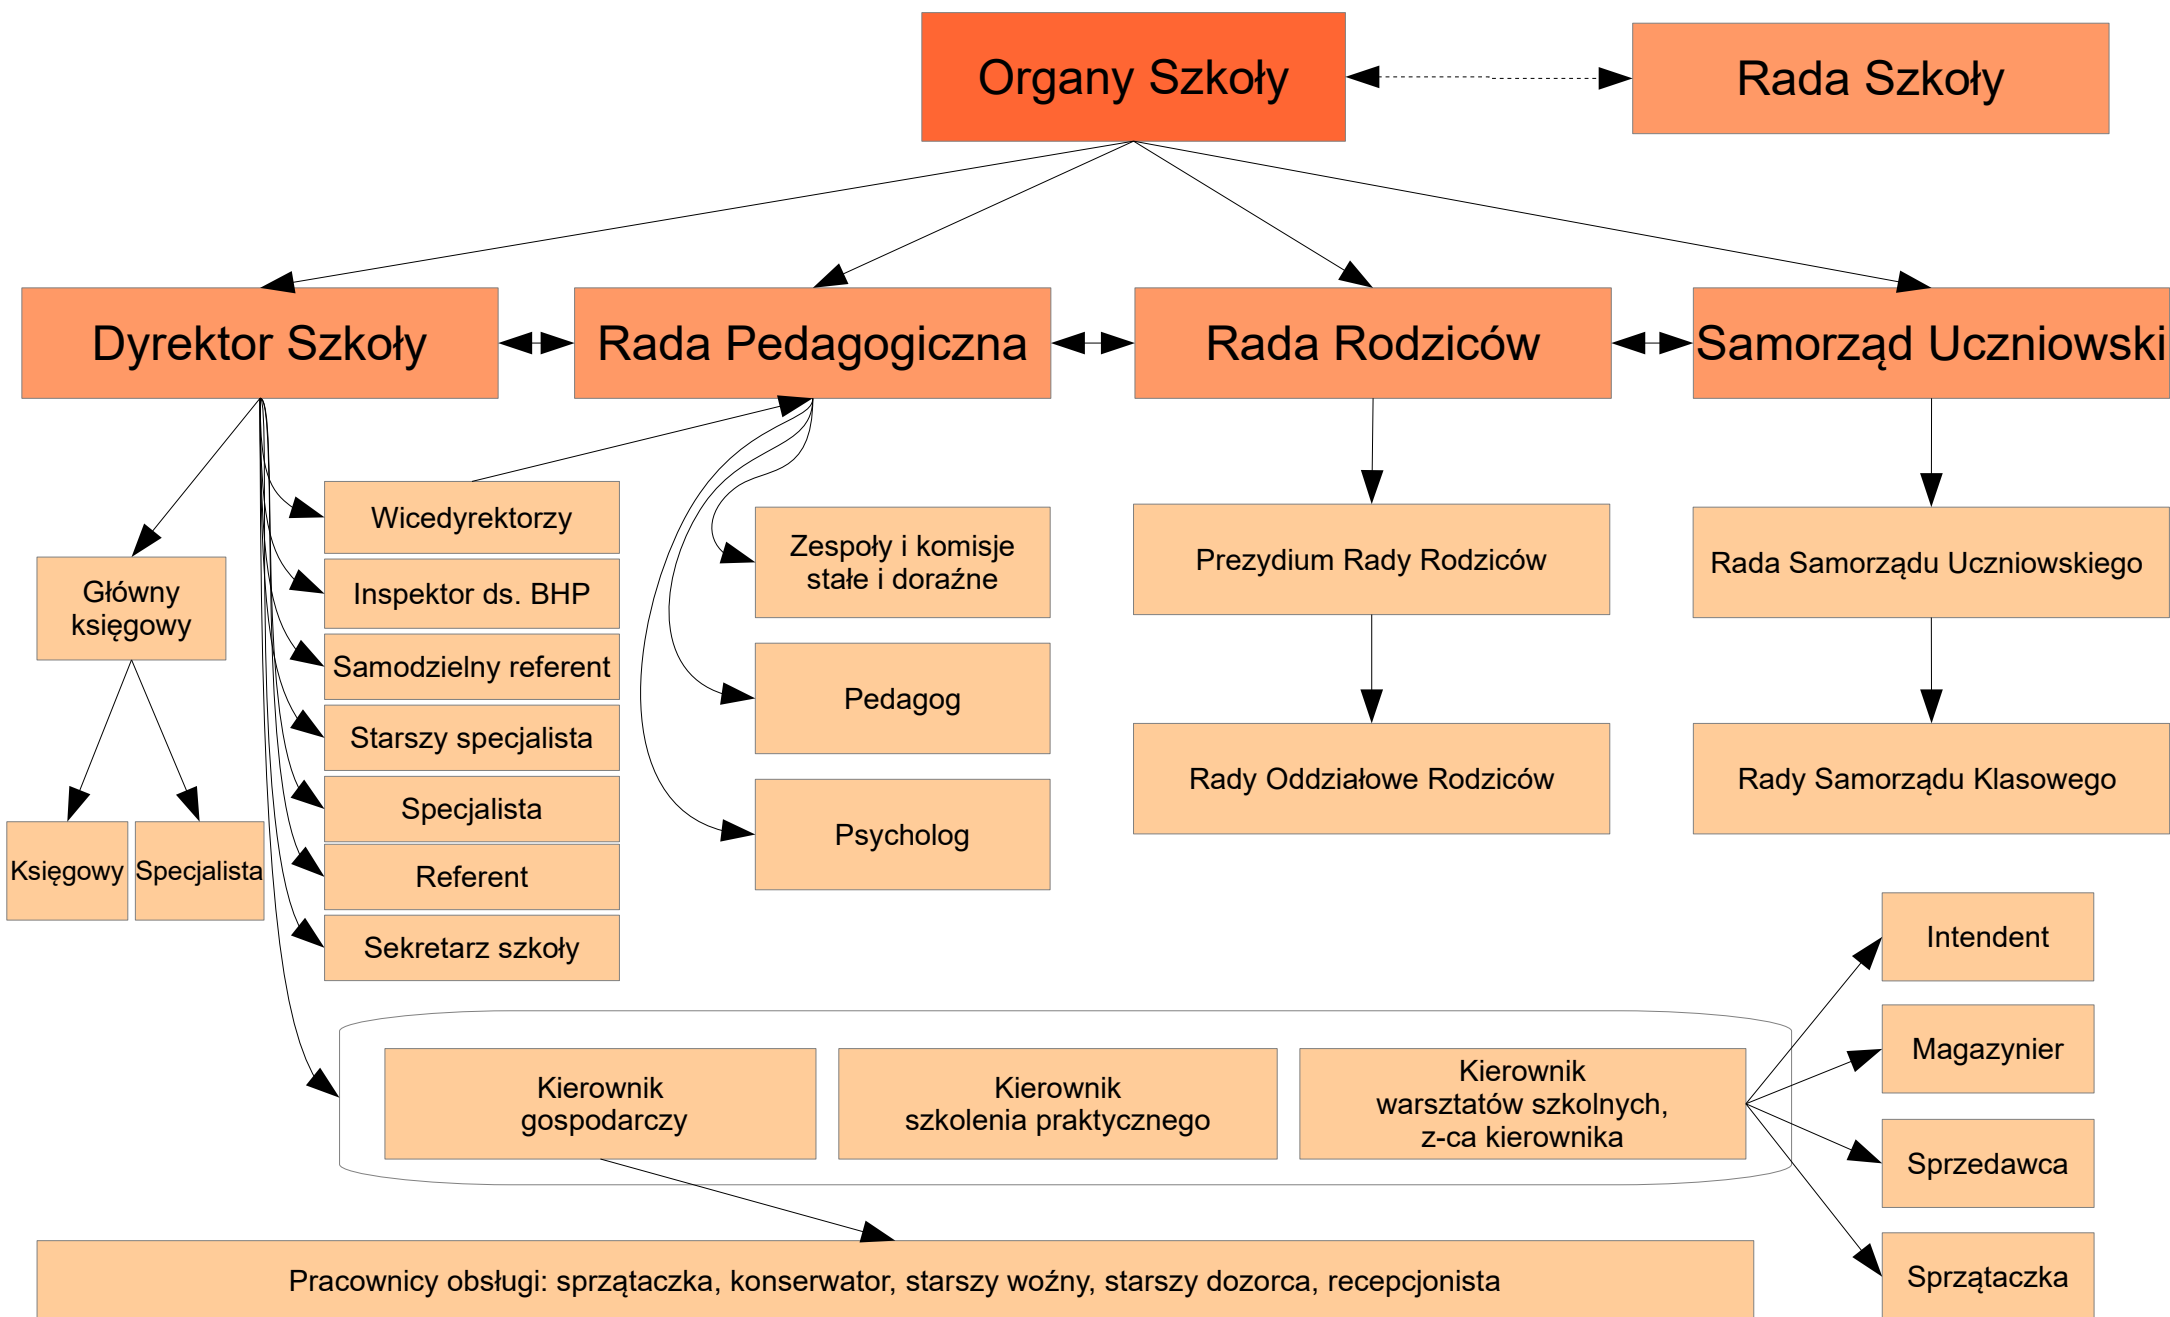 Organy Szkoły
Rada Szkoły
Dyrektor Szkoły
Rada Pedagogiczna
Rada Rodziców
Samorząd Uczniowski
Główny
księgowy
Księgowy
Specjalista
Wicedyrektorzy
Inspektor ds. BHP
Samodzielny referent
Starszy specjalista
Specjalista
Referent
Sekretarz szkoły
Zespoły i komisje
stałe i doraźne
Pedagog
Psycholog
Prezydium Rady Rodziców
Rady Oddziałowe Rodziców
Rada Samorządu Uczniowskiego
Rady Samorządu Klasowego
Kierownik
gospodarczy
Kierownik
szkolenia praktycznego
Kierownik
warsztatów szkolnych,
z-ca kierownika
Intendent
Magazynier
Sprzedawca
Sprzątaczka
Pracownicy obsługi: sprzątaczka, konserwator, starszy woźny, starszy dozorca, recepcjonista